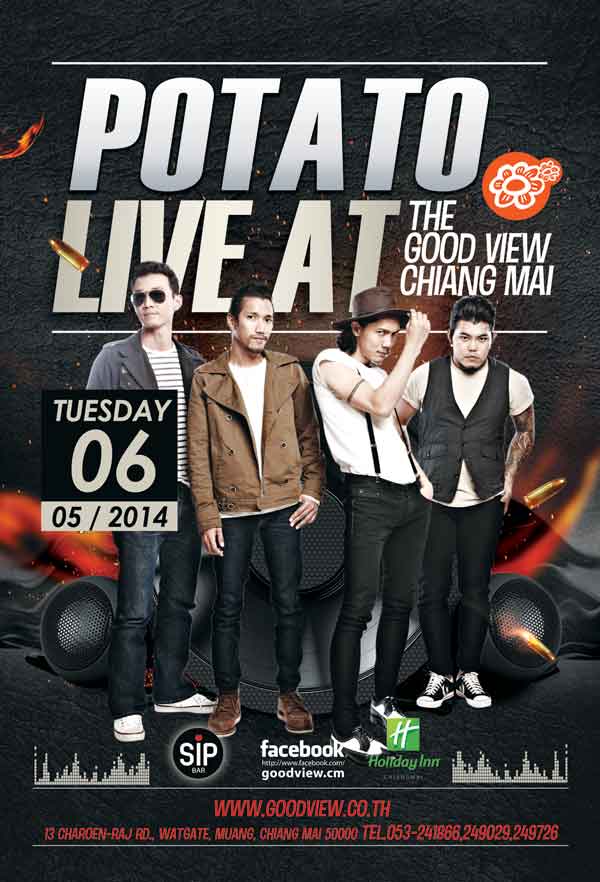 POTATO
LIVE AT
THE
GOOD VIEW
CHIANG MAI
TUESDAY
06
05 / 2014
SIP
BAR
facebook
http://www.facebook.com/
goodview.cm
H
Holiday Inn
CHIANGMAI
WWW.GOODVIEW.CO.TH
13 CHAROEN-RAJ RD., WATGATE, MUANG, CHIANG MAI 50000 TEL.053-241866,249029,249726